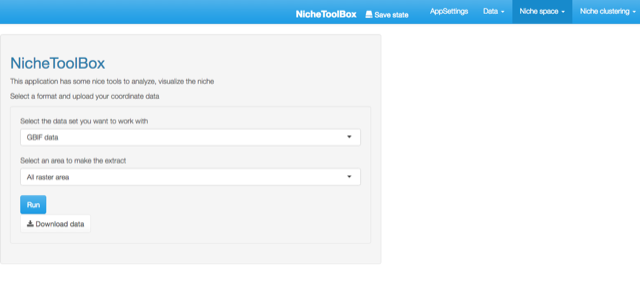 NicheToolBox Save state AppSettings Data Niche space Niche clustering
NicheToolBox
This application has some nice tools to analyze, visualize the niche
Select a format and upload your coordinate data
Select the data set you want to work with
GBIF data
Select an area to make the extract
All raster area
Run
Download data